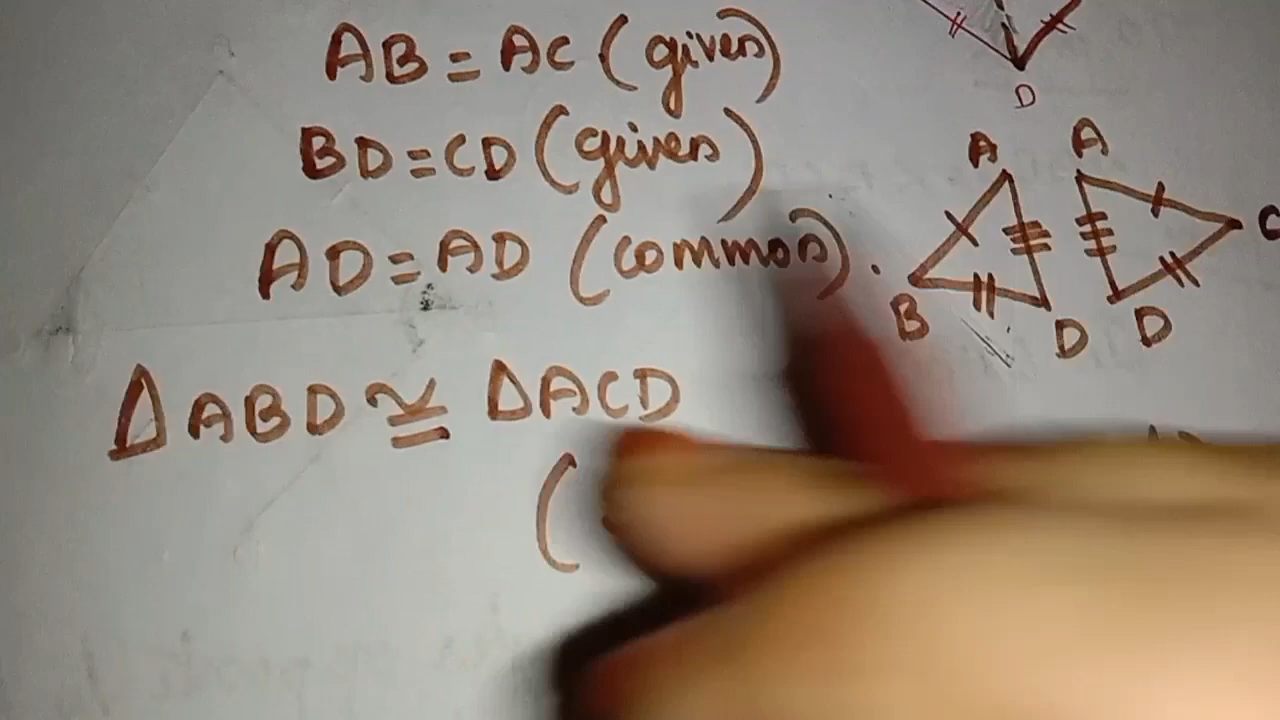 AB = AC (given)
BD = CD (given)
AD = AD (common).
ΔABD ≅ ΔACD
(
D
A A
B D D C